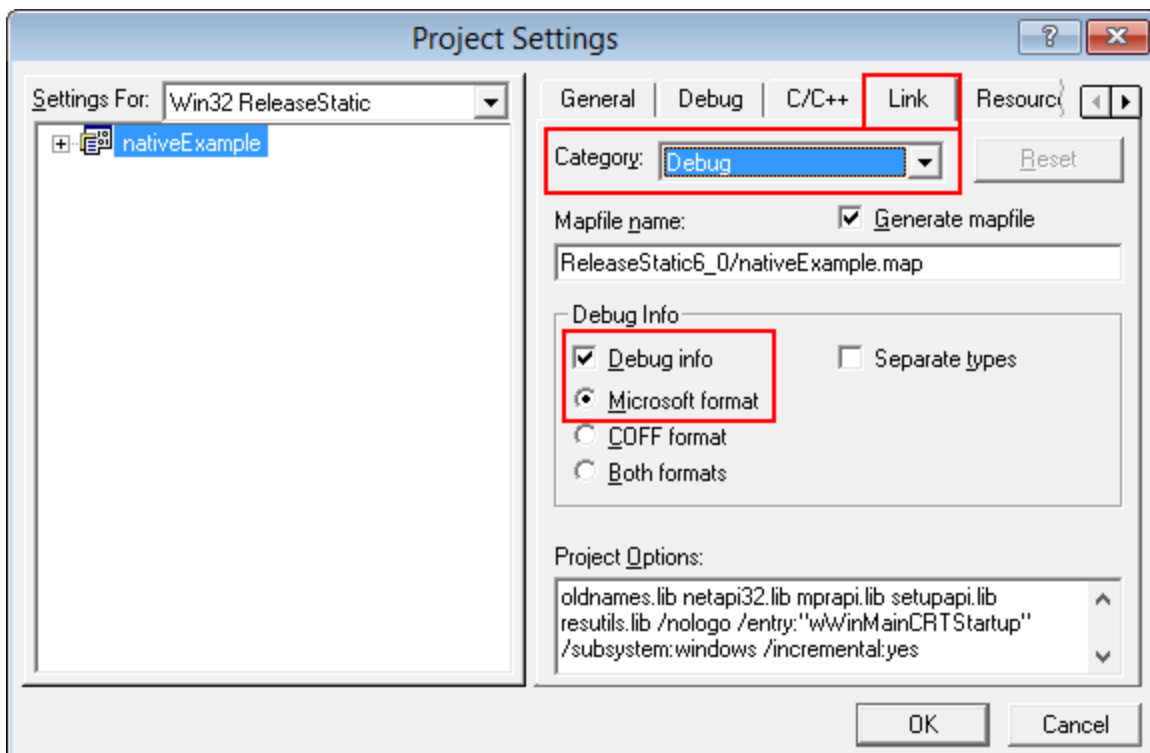 Project Settings
Settings For: Win32 ReleaseStatic
nativeExample
General Debug C/C++ Link
Category: Debug Reset
Mapfile name: Generate mapfile
ReleaseStatic6_0/nativeExample.map
Debug Info
Debug info Separate types
Microsoft format
COFF format
Both formats
Project Options:
oldnames.lib netapi32.lib mprapi.lib setupapi.lib
resutils.lib /nologo /entry:"wWinMainCRTStartup"
/subsystem:windows /incremental:yes
OK Cancel